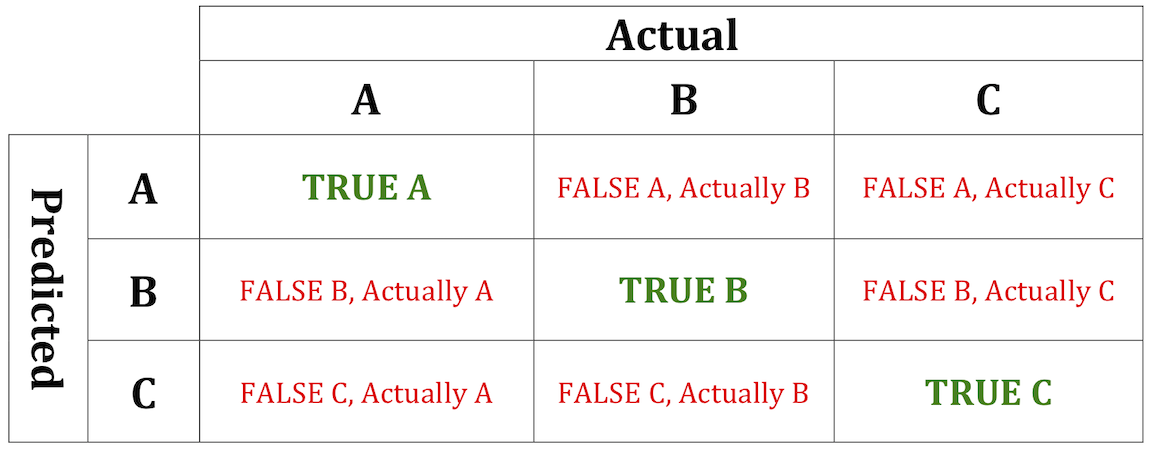 Actual
A B C
Predicted
A TRUE A FALSE A, Actually B FALSE A, Actually C
B FALSE B, Actually A TRUE B FALSE B, Actually C
C FALSE C, Actually A FALSE C, Actually B TRUE C